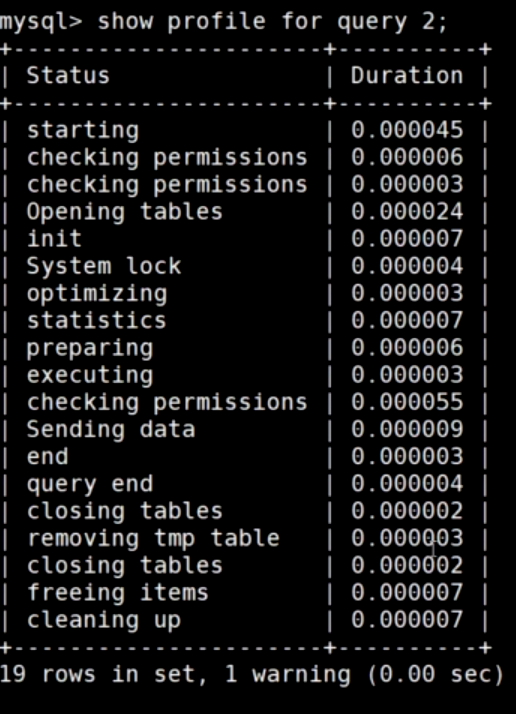 mysql> show profile for query 2;
+----------------------+----------+
| Status               | Duration |
+----------------------+----------+
| starting             | 0.000045 |
| checking permissions | 0.000006 |
| checking permissions | 0.000003 |
| Opening tables       | 0.000024 |
| init                 | 0.000007 |
| System lock          | 0.000004 |
| optimizing           | 0.000003 |
| statistics           | 0.000007 |
| preparing            | 0.000006 |
| executing            | 0.000003 |
| checking permissions | 0.000055 |
| Sending data         | 0.000009 |
| end                  | 0.000003 |
| query end            | 0.000004 |
| closing tables       | 0.000002 |
| removing tmp table   | 0.000003 |
| closing tables       | 0.000002 |
| freeing items        | 0.000007 |
| cleaning up          | 0.000007 |
+----------------------+----------+
19 rows in set, 1 warning (0.00 sec)